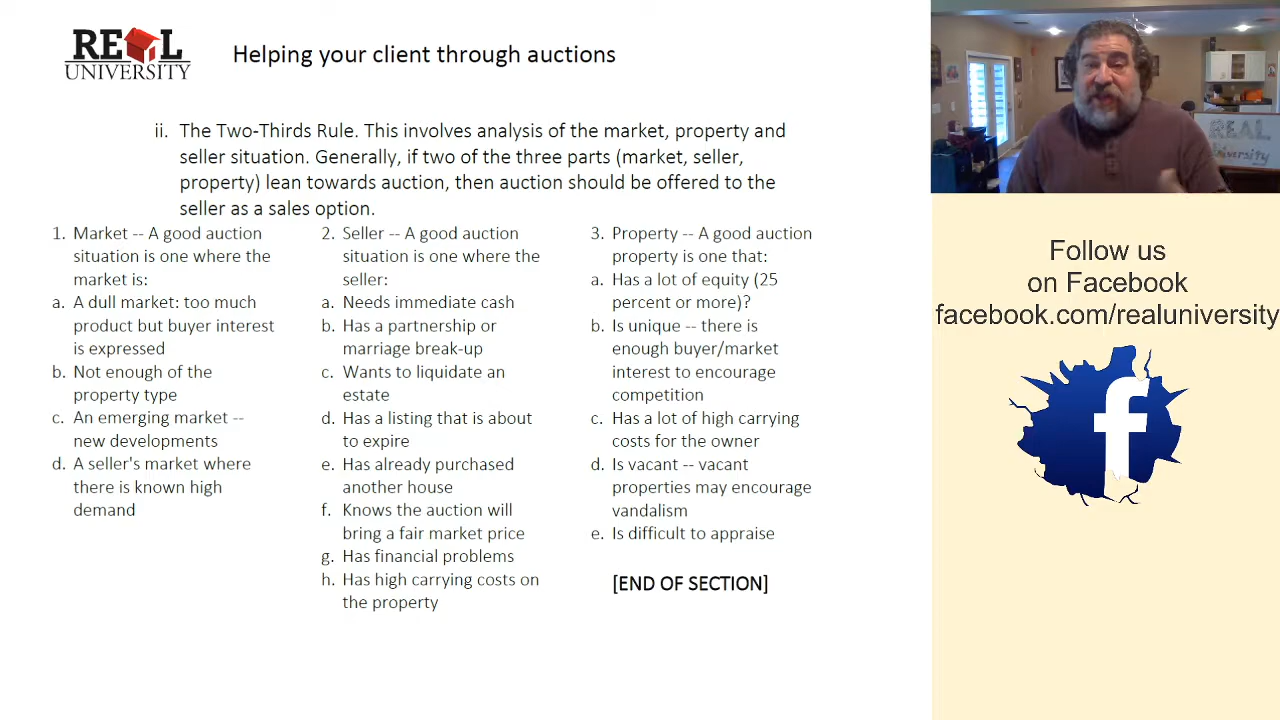 REAL
UNIVERSITY
Helping your client through auctions
ii. The Two-Thirds Rule. This involves analysis of the market, property and
seller situation. Generally, if two of the three parts (market, seller,
property) lean towards auction, then auction should be offered to the
seller as a sales option.
1. Market -- A good auction
situation is one where the
market is:
a. A dull market: too much
product but buyer interest
is expressed
b. Not enough of the
property type
c. An emerging market --
new developments
d. A seller's market where
there is known high
demand
2. Seller -- A good auction
situation is one where the
seller:
a. Needs immediate cash
b. Has a partnership or
marriage break-up
c. Wants to liquidate an
estate
d. Has a listing that is about
to expire
e. Has already purchased
another house
f. Knows the auction will
bring a fair market price
g. Has financial problems
h. Has high carrying costs on
the property
3. Property -- A good auction
property is one that:
a. Has a lot of equity (25
percent or more)?
b. Is unique -- there is
enough buyer/market
interest to encourage
competition
c. Has a lot of high carrying
costs for the owner
d. Is vacant -- vacant
properties may encourage
vandalism
e. Is difficult to appraise
[END OF SECTION]
REAL
University
Follow us
on Facebook
facebook.com/realuniversity
f